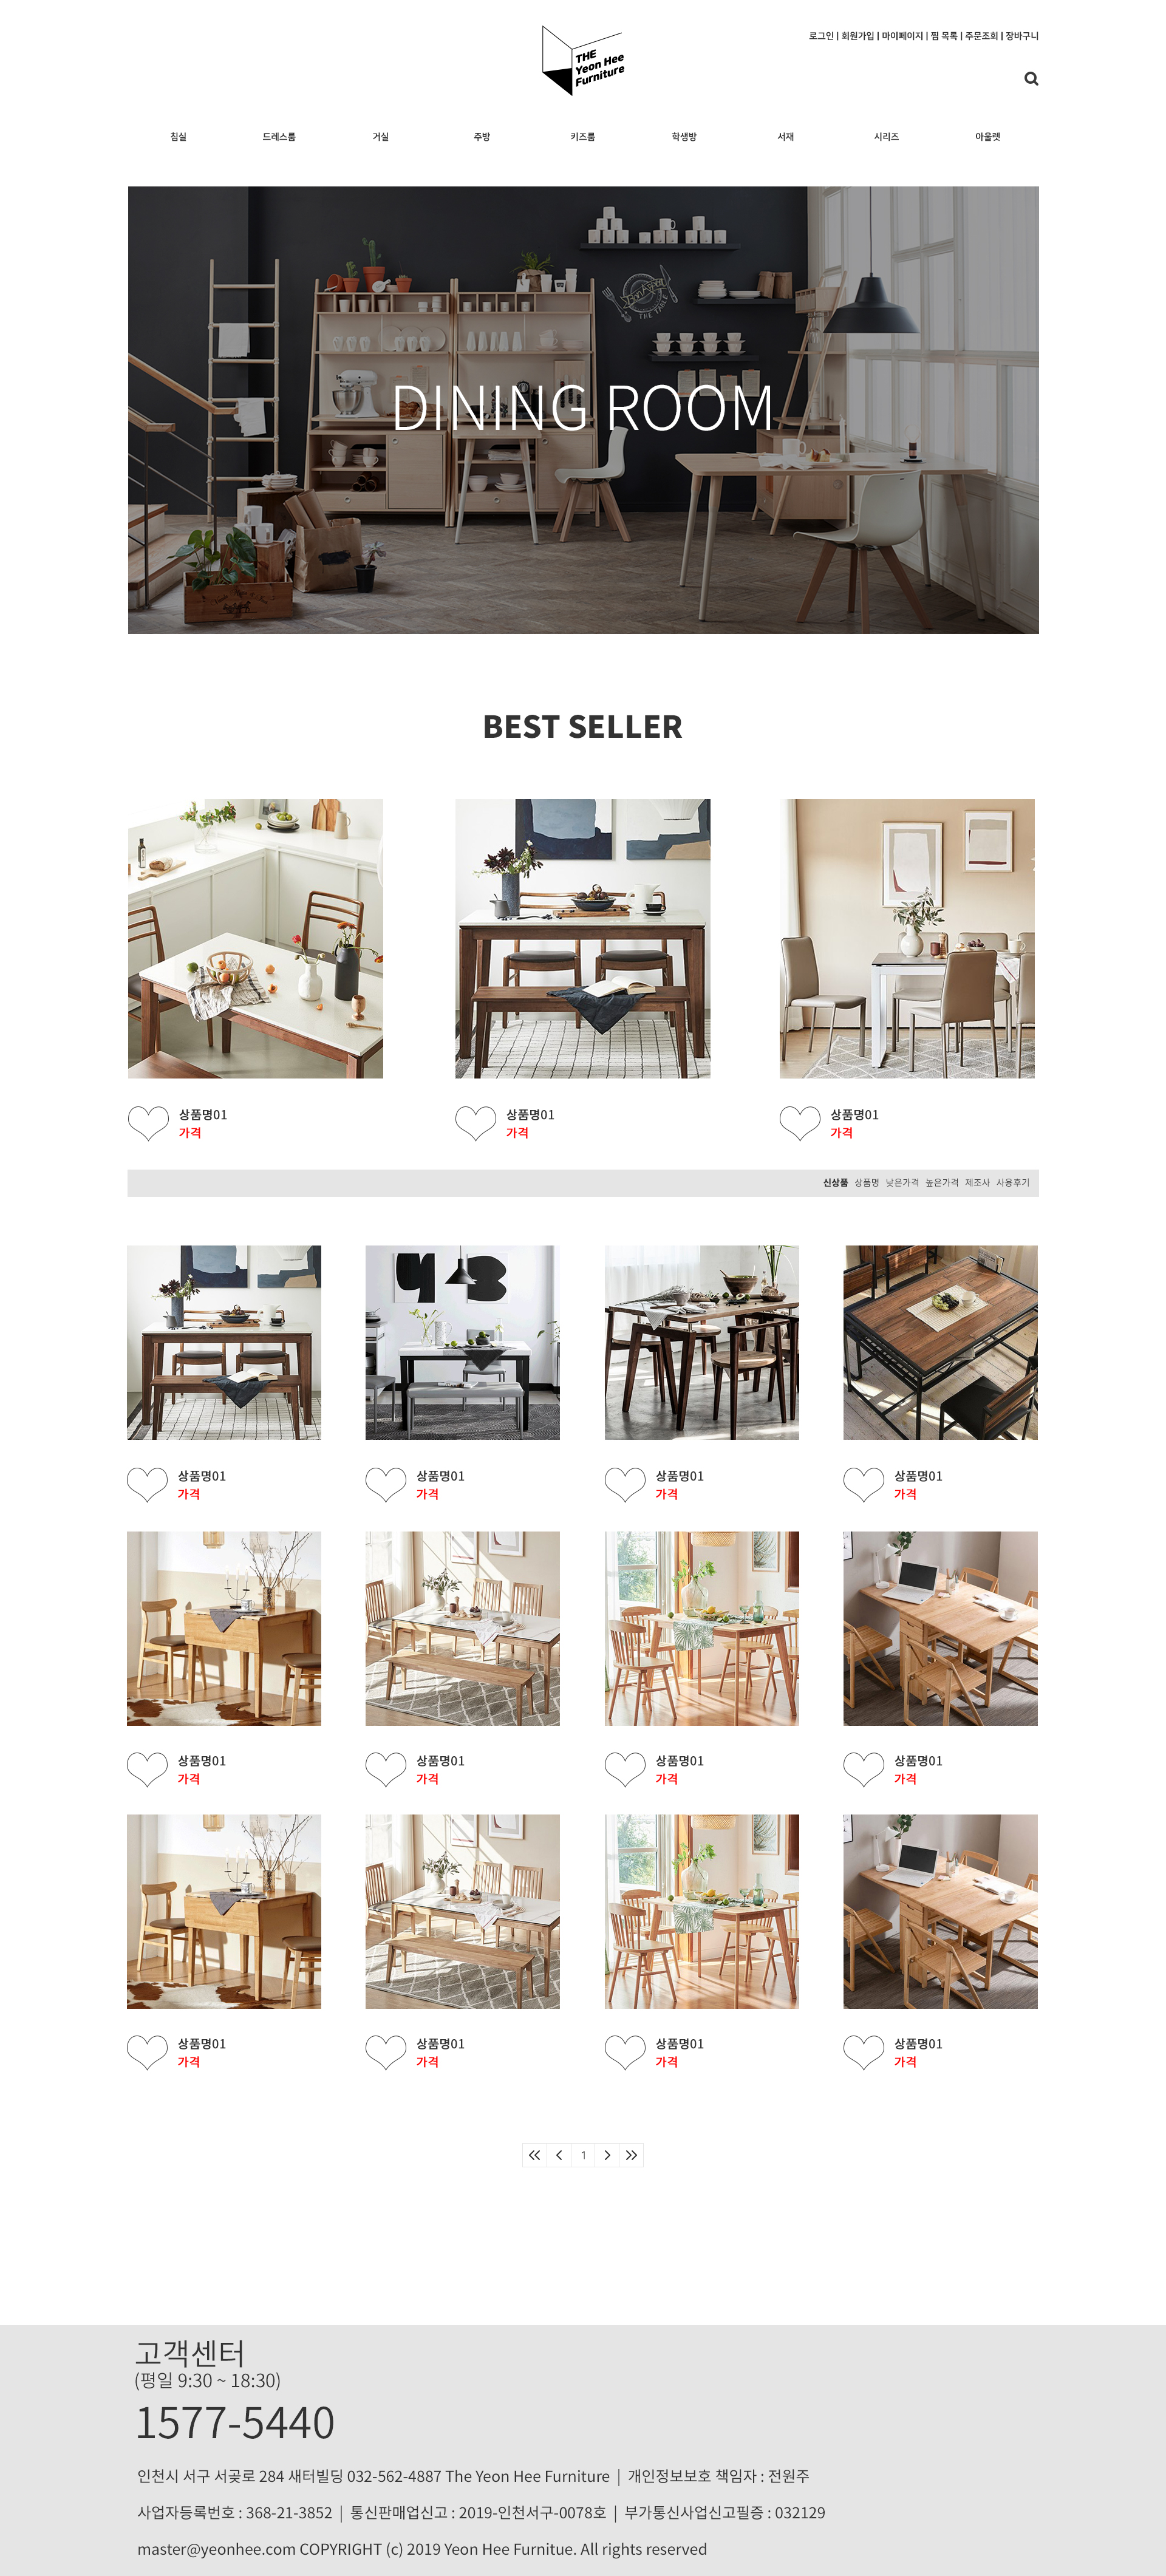 THE
Yeon Hee
Furniture
로그인 | 회원가입 | 마이페이지 | 찜 목록 | 주문조회 | 장바구니
침실 드레스룸 거실 주방 키즈룸 학생방 서재 시리즈 아울렛
THE TABLE
DINING ROOM
BEST SELLER
상품명01 상품명01 상품명01
가격 가격 가격
신상품 상품명 낮은가격 높은가격 제조사 사용후기
상품명01 상품명01 상품명01 상품명01
가격 가격 가격 가격
상품명01 상품명01 상품명01 상품명01
가격 가격 가격 가격
상품명01 상품명01 상품명01 상품명01
가격 가격 가격 가격
1
고객센터
(평일 9:30 ~ 18:30)
1577-5440
인천시 서구 서곶로 284 새터빌딩 032-562-4887 The Yeon Hee Furniture | 개인정보보호 책임자 : 전원주
사업자등록번호 : 368-21-3852 | 통신판매업신고 : 2019-인천서구-0078호 | 부가통신사업신고필증 : 032129
master@yeonhee.com COPYRIGHT (c) 2019 Yeon Hee Furnitue. All rights reserved